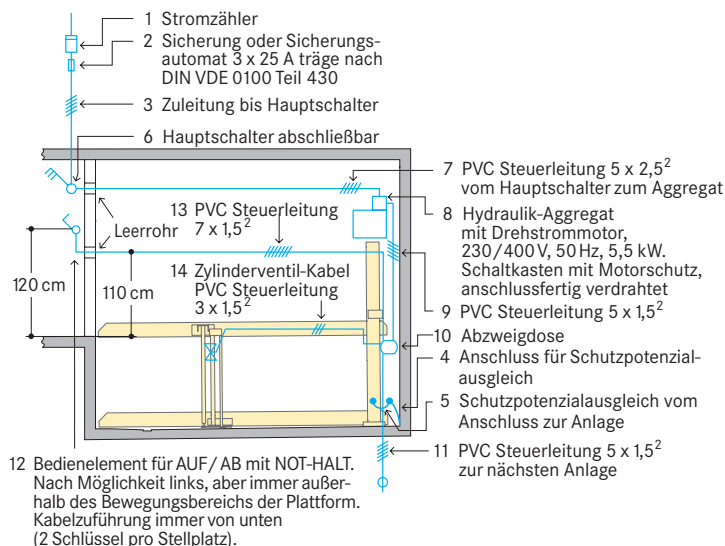 1 Stromzähler
2 Sicherung oder Sicherungs-
automat 3 x 25 A träge nach
DIN VDE 0100 Teil 430
3 Zuleitung bis Hauptschalter
6 Hauptschalter abschließbar
7 PVC Steuerleitung 5 x 2,5²
vom Hauptschalter zum Aggregat
13 PVC Steuerleitung
7 x 1,5²
8 Hydraulik-Aggregat
mit Drehstrommotor,
230/400 V, 50 Hz, 5,5 kW.
Schaltkasten mit Motorschutz,
anschlussfertig verdrahtet
Leerrohr
14 Zylinderventil-Kabel
PVC Steuerleitung
3 x 1,5²
120 cm
110 cm
9 PVC Steuerleitung 5 x 1,5²
10 Abzweigdose
4 Anschluss für Schutzpotenzial-
ausgleich
5 Schutzpotenzialausgleich vom
Anschluss zur Anlage
11 PVC Steuerleitung 5 x 1,5²
zur nächsten Anlage
12 Bedienelement für AUF/AB mit NOT-HALT.
Nach Möglichkeit links, aber immer außer-
halb des Bewegungsbereichs der Plattform.
Kabelzuführung immer von unten
(2 Schlüssel pro Stellplatz).